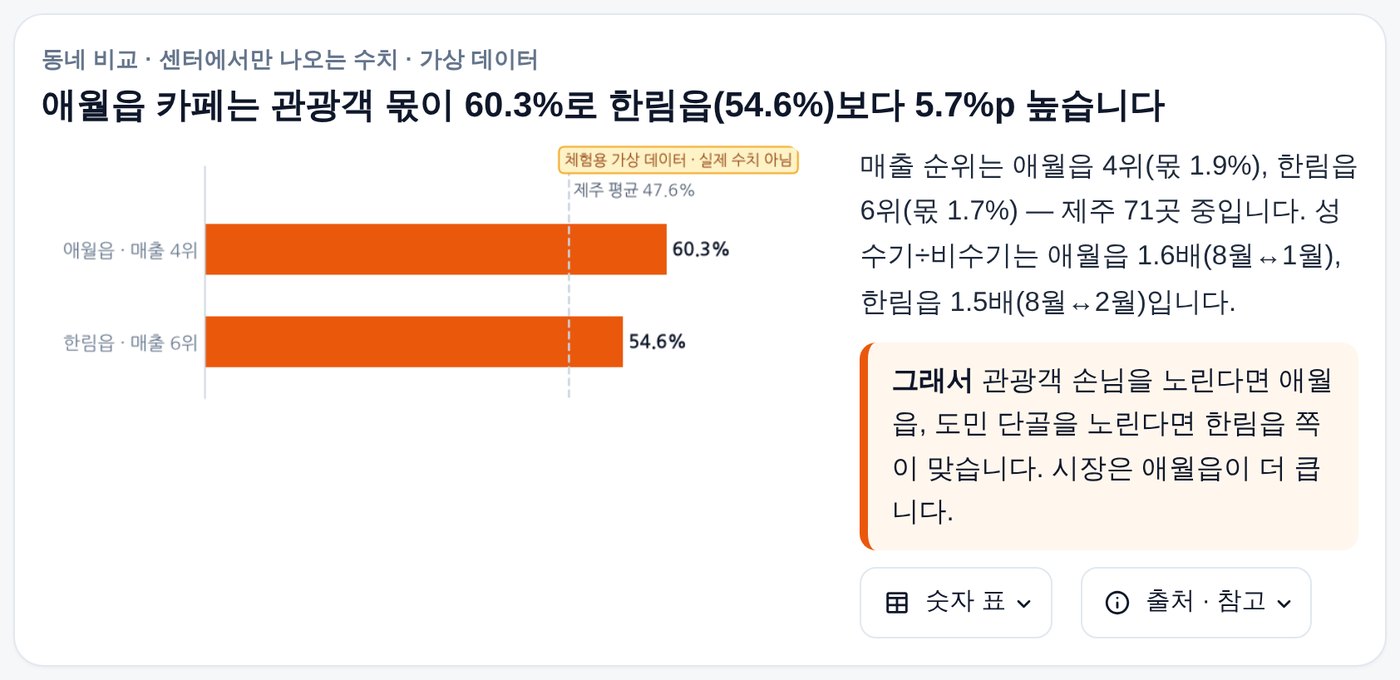 동네 비교 · 센터에서만 나오는 수치 · 가상 데이터
애월읍 카페는 관광객 몫이 60.3%로 한림읍(54.6%)보다 5.7%p 높습니다
체험용 가상 데이터 · 실제 수치 아님
제주 평균 47.6%
애월읍 · 매출 4위
60.3%
한림읍 · 매출 6위
54.6%
매출 순위는 애월읍 4위(몫 1.9%), 한림읍
6위(몫 1.7%) — 제주 71곳 중입니다. 성
수기÷비수기는 애월읍 1.6배(8월↔1월),
한림읍 1.5배(8월↔2월)입니다.
그래서 관광객 손님을 노린다면 애월
읍, 도민 단골을 노린다면 한림읍 쪽
이 맞습니다. 시장은 애월읍이 더 큽
니다.
숫자 표
출처 · 참고